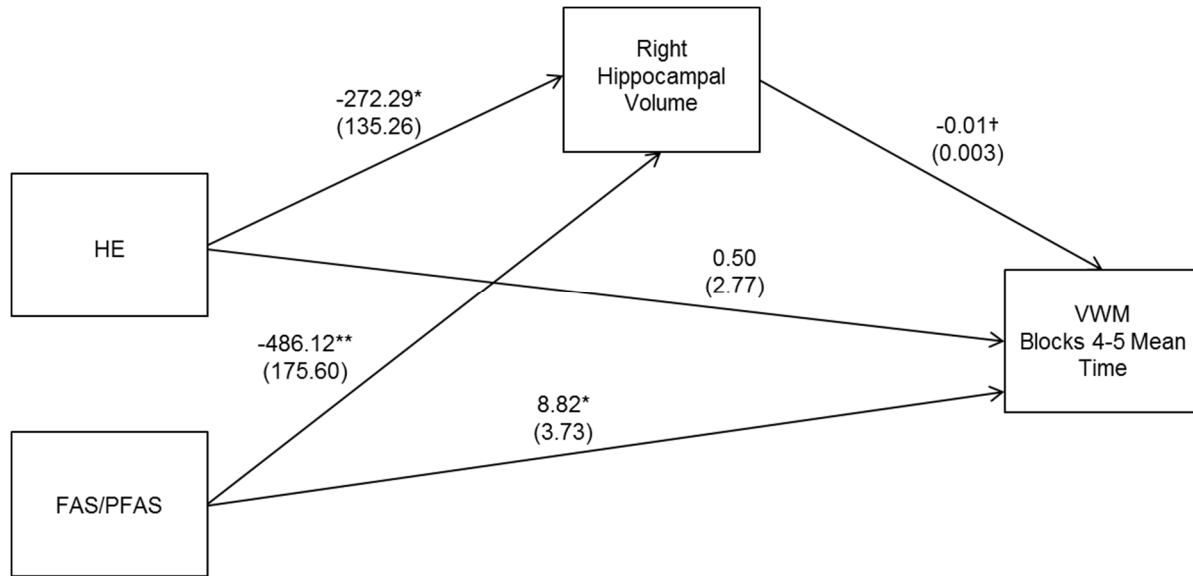 Right
Hippocampal
Volume
-272.29*
(135.26)
-0.01†
(0.003)
HE
0.50
(2.77)
VWM
Blocks 4-5 Mean
Time
-486.12**
(175.60)
8.82*
(3.73)
FAS/PFAS